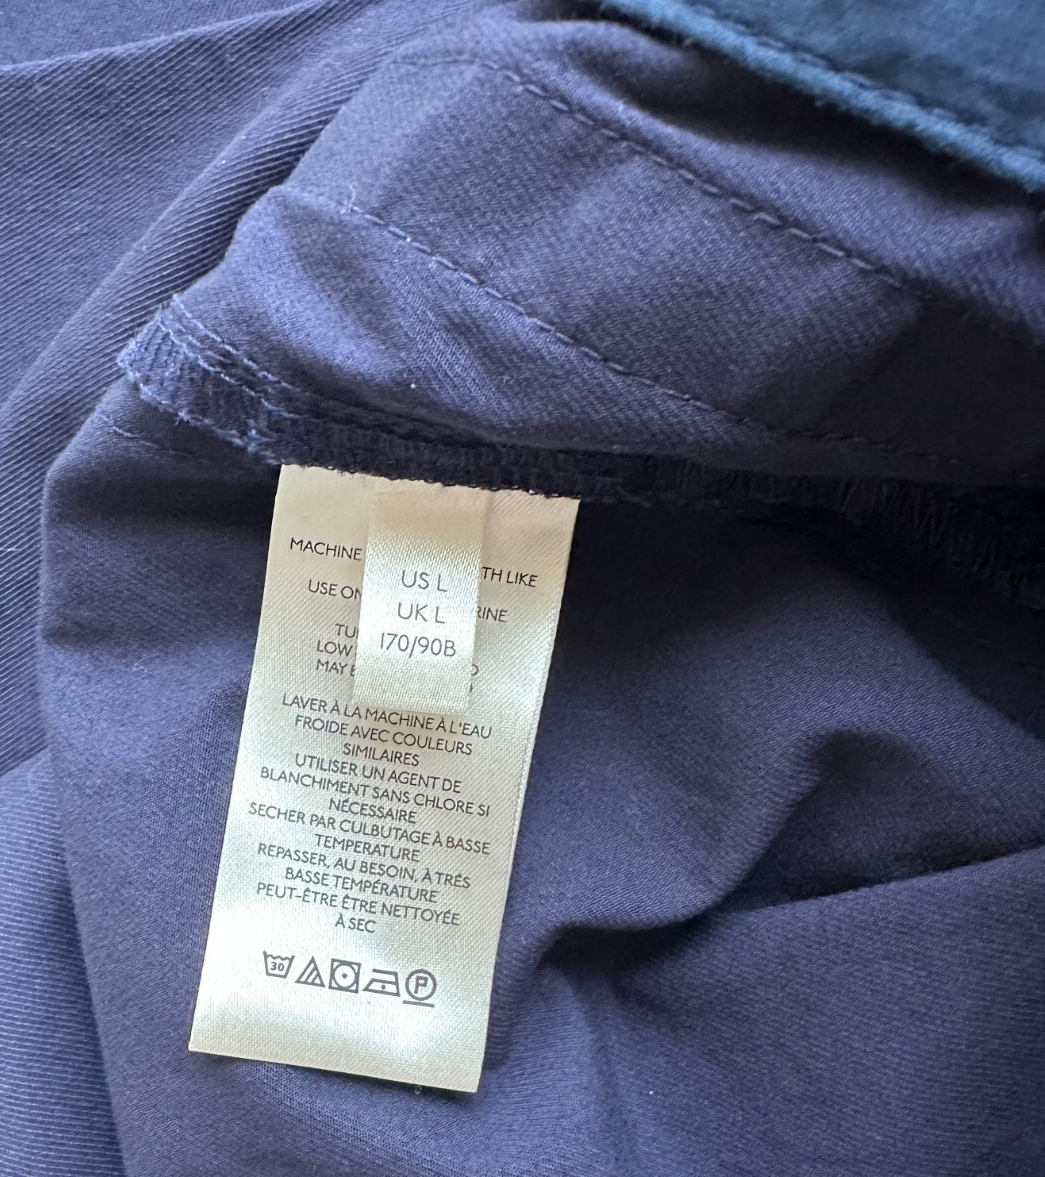 MACHINE
TH LIKE
USE ON
RINE
US L
UK L
170/90B
TU
LOW
MAY
LAVER À LA MACHINE À L'EAU
FROIDE AVEC COULEURS
SIMILAIRES
UTILISER UN AGENT DE
BLANCHIMENT SANS CHLORE SI
NÉCESSAIRE
SECHER PAR CULBUTAGE À BASSE
TEMPERATURE
REPASSER, AU BESOIN, À TRÉS
BASSE TEMPÉRATURE
PEUT-ÊTRE ÊTRE NETTOYÉE
À SEC
30
P